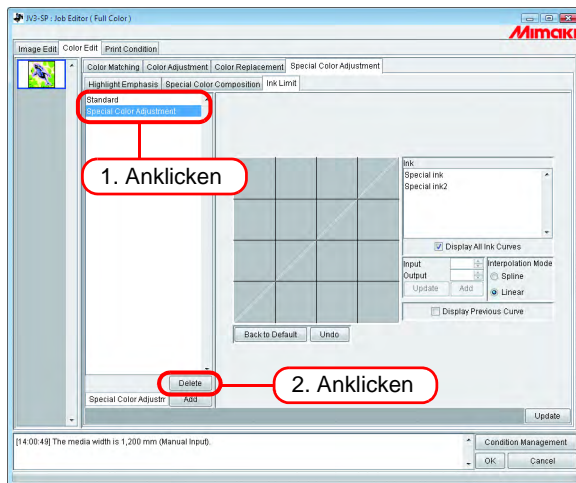 JV3-SP : Job Editor ( Full Color )
Mimaki
Image Edit Color Edit Print Condition
Color Matching Color Adjustment Color Replacement Special Color Adjustment
Highlight Emphasis Special Color Composition Ink Limit
Standard
Special Color Adjustment
1. Anklicken
Ink
Special ink
Special ink2
Display All Ink Curves
Input
Output
Update Add
Interpolation Mode
Spline
Linear
Display Previous Curve
Back to Default Undo
Delete
2. Anklicken
Special Color Adjustr Add
Update
[14:00:49] The media width is 1,200 mm (Manual Input).
Condition Management
OK Cancel